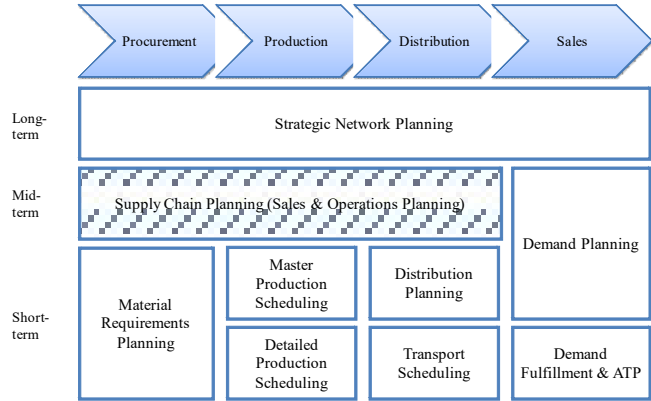 Procurement
Production
Distribution
Sales
Long-
term
Strategic Network Planning
Mid-
term
Supply Chain Planning (Sales & Operations Planning)
Demand Planning
Short-
term
Material
Requirements
Planning
Master
Production
Scheduling
Distribution
Planning
Detailed
Production
Scheduling
Transport
Scheduling
Demand
Fulfillment & ATP